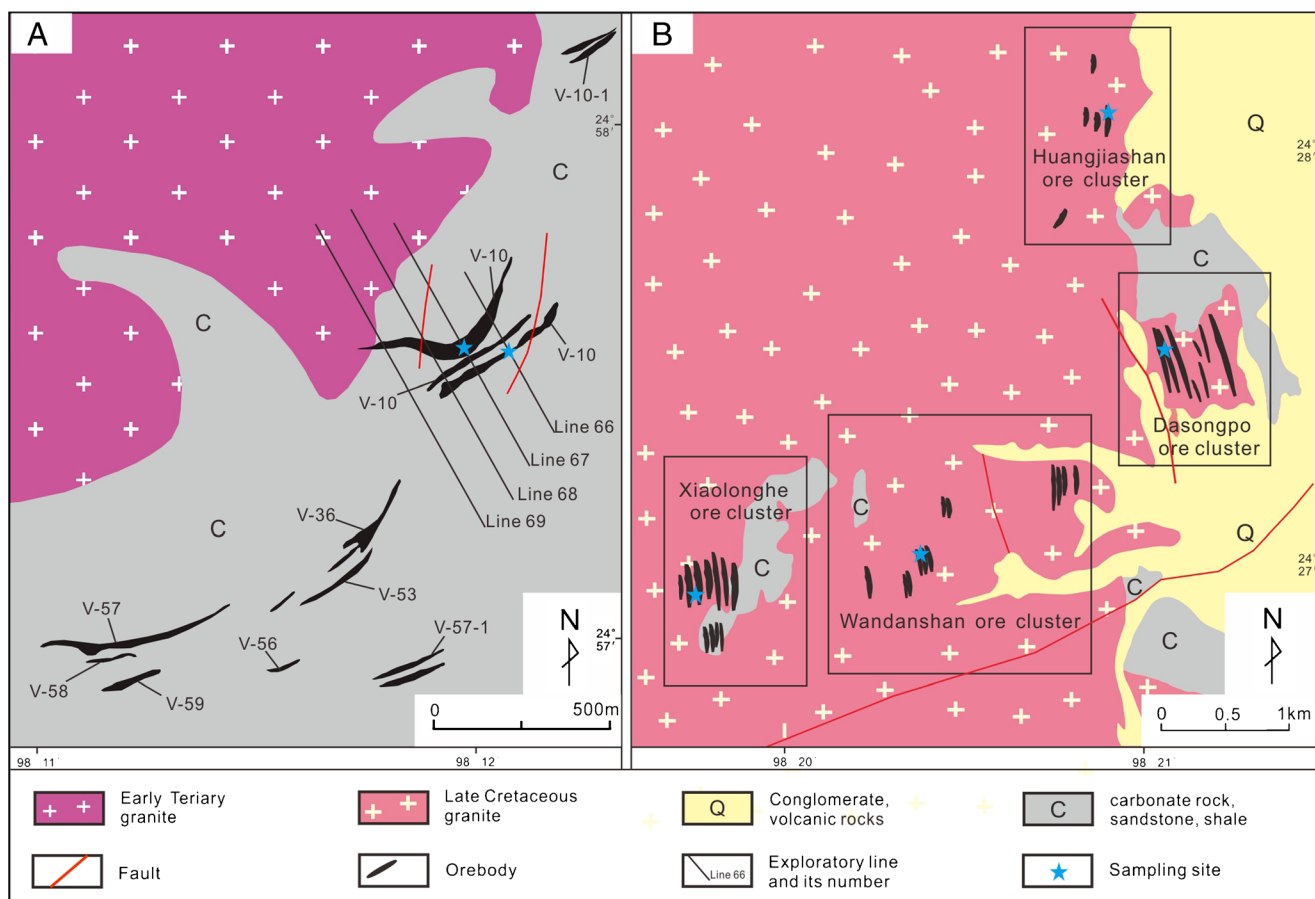 A
V-10-1
24°
58'
C
V-10
C
V-10
V-10
Line 66
Line 67
Line 68
Line 69
V-36
C
V-53
V-57
V-56
V-57-1
V-58
V-59
N
24°
57'
0 500m
98 11'
98 12'
B
Q
24°
28'
Huangjiashan
ore cluster
C
Dasongpo
ore cluster
Xiaolonghe
ore cluster
C
C
Q
24°
27'
C
Wandanshan ore cluster
C
N
0 0.5 1km
98 20'
98 21'
Early Teriary
granite
Late Cretaceous
granite
Q
Conglomerate,
volcanic rocks
C
carbonate rock,
sandstone, shale
Fault
Orebody
Line 66
Exploratory line
and its number
Sampling site